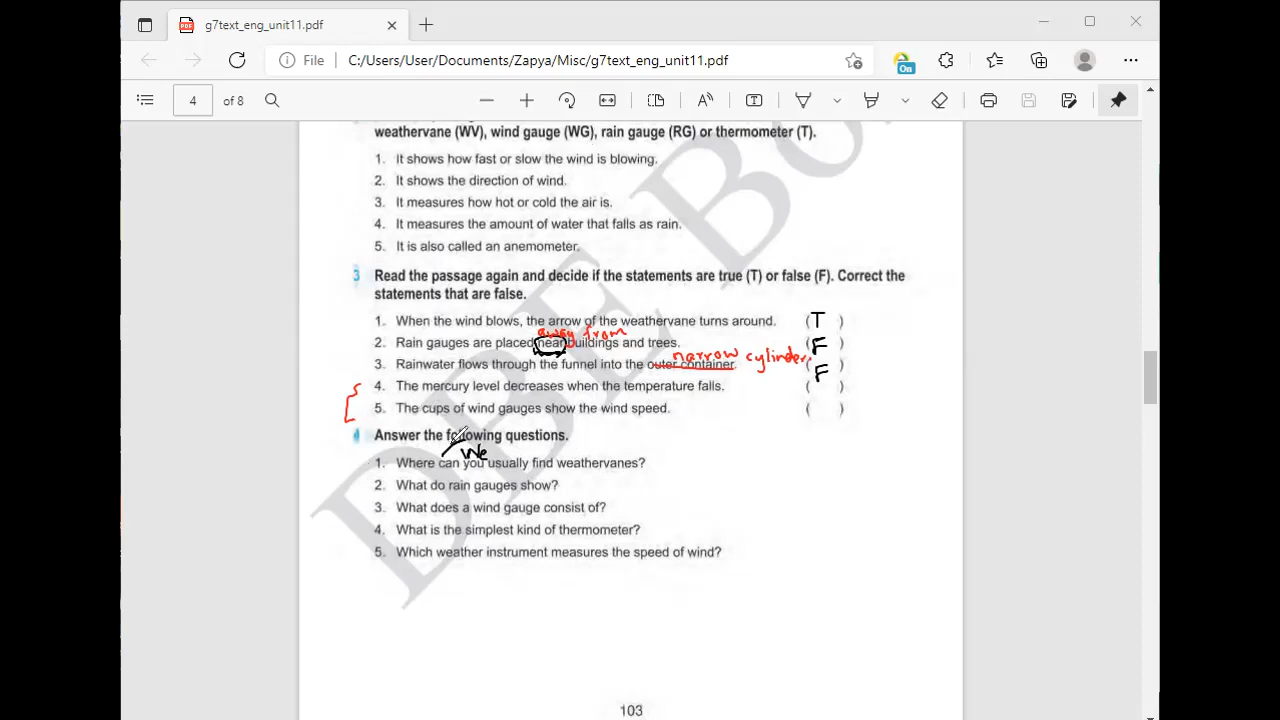 g7text_eng_unit11.pdf
File C:/Users/User/Documents/Zapya/Misc/g7text_eng_unit11.pdf
On
4 of 8
weathervane (WV), wind gauge (WG), rain gauge (RG) or thermometer (T).
1. It shows how fast or slow the wind is blowing.
2. It shows the direction of wind.
3. It measures how hot or cold the air is.
4. It measures the amount of water that falls as rain.
5. It is also called an anemometer.
3 Read the passage again and decide if the statements are true (T) or false (F). Correct the
statements that are false.
1. When the wind blows, the arrow of the weathervane turns around. ( T )
away from
2. Rain gauges are placed near buildings and trees. ( F )
narrow cylinder.
3. Rainwater flows through the funnel into the outer container. ( F )
4. The mercury level decreases when the temperature falls. ( )
5. The cups of wind gauges show the wind speed. ( )
4 Answer the following questions.
We
1. Where can you usually find weathervanes?
2. What do rain gauges show?
3. What does a wind gauge consist of?
4. What is the simplest kind of thermometer?
5. Which weather instrument measures the speed of wind?
DBE Bo
103